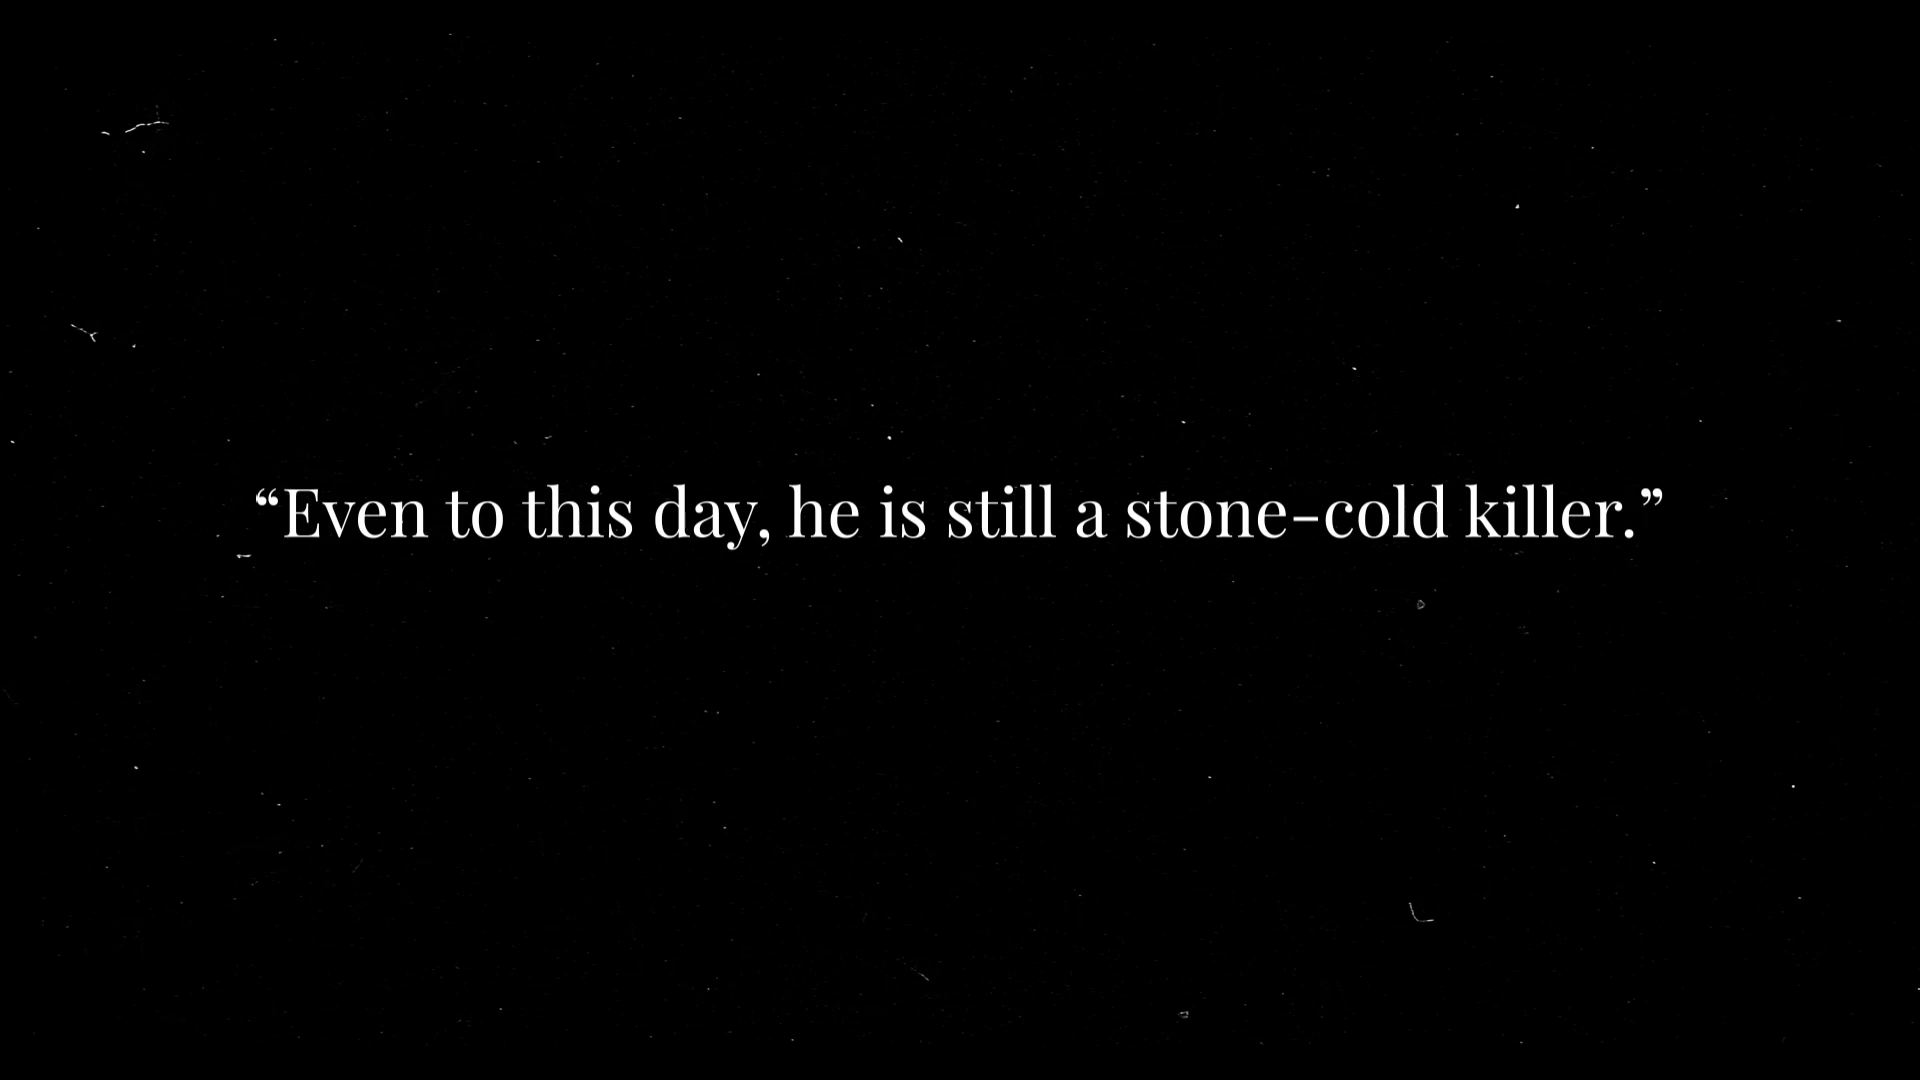 “Even to this day, he is still a stone-cold killer.”